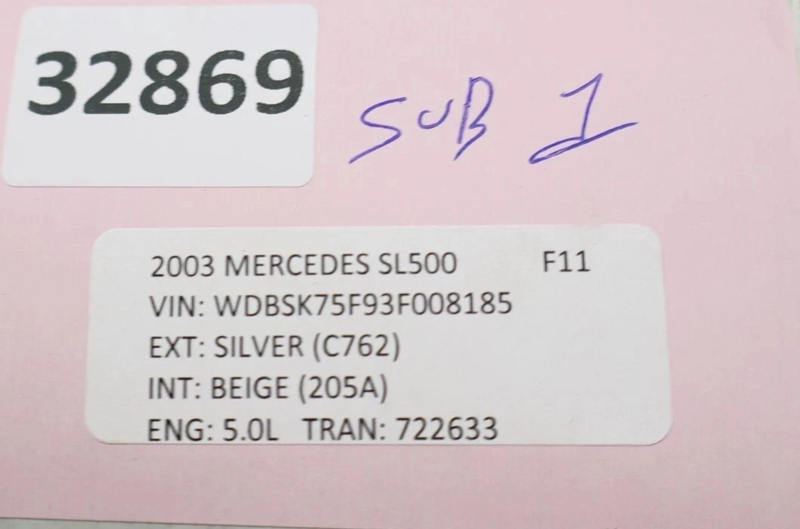 32869
SUB 1
2003 MERCEDES SL500 F11
VIN: WDBSK75F93F008185
EXT: SILVER (C762)
INT: BEIGE (205A)
ENG: 5.0L TRAN: 722633